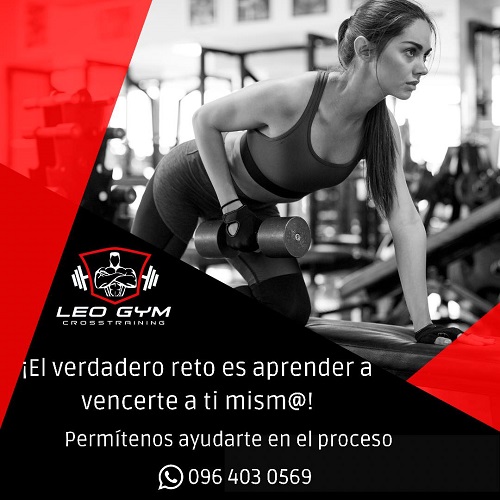 LEO GYM
CROSSTRAINING
¡El verdadero reto es aprender a
vencerte a ti mism@!
Permítenos ayudarte en el proceso
096 403 0569